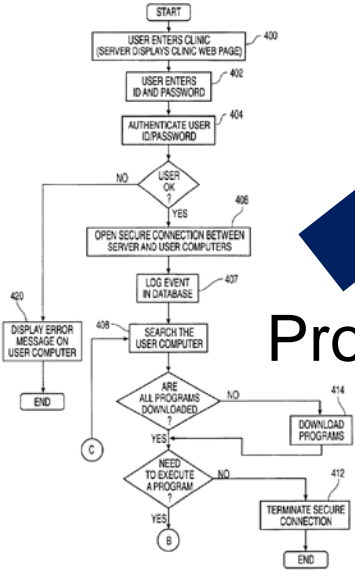 START
400
USER ENTERS CLINIC
(SERVER DISPLAYS CLINIC WEB PAGE)
402
USER ENTERS
ID AND PASSWORD
404
AUTHENTICATE USER
ID/PASSWORD
NO
USER
OK
?
YES
406
OPEN SECURE CONNECTION BETWEEN
SERVER AND USER COMPUTERS
407
LOG EVENT
IN DATABASE
420
DISPLAY ERROR
MESSAGE ON
USER COMPUTER
END
408
SEARCH THE
USER COMPUTER
Pro
ARE
ALL PROGRAMS
DOWNLOADED
?
NO
414
DOWNLOAD
PROGRAMS
YES
C
NEED
TO EXECUTE
A PROGRAM
?
NO
412
TERMINATE SECURE
CONNECTION
YES
B
END